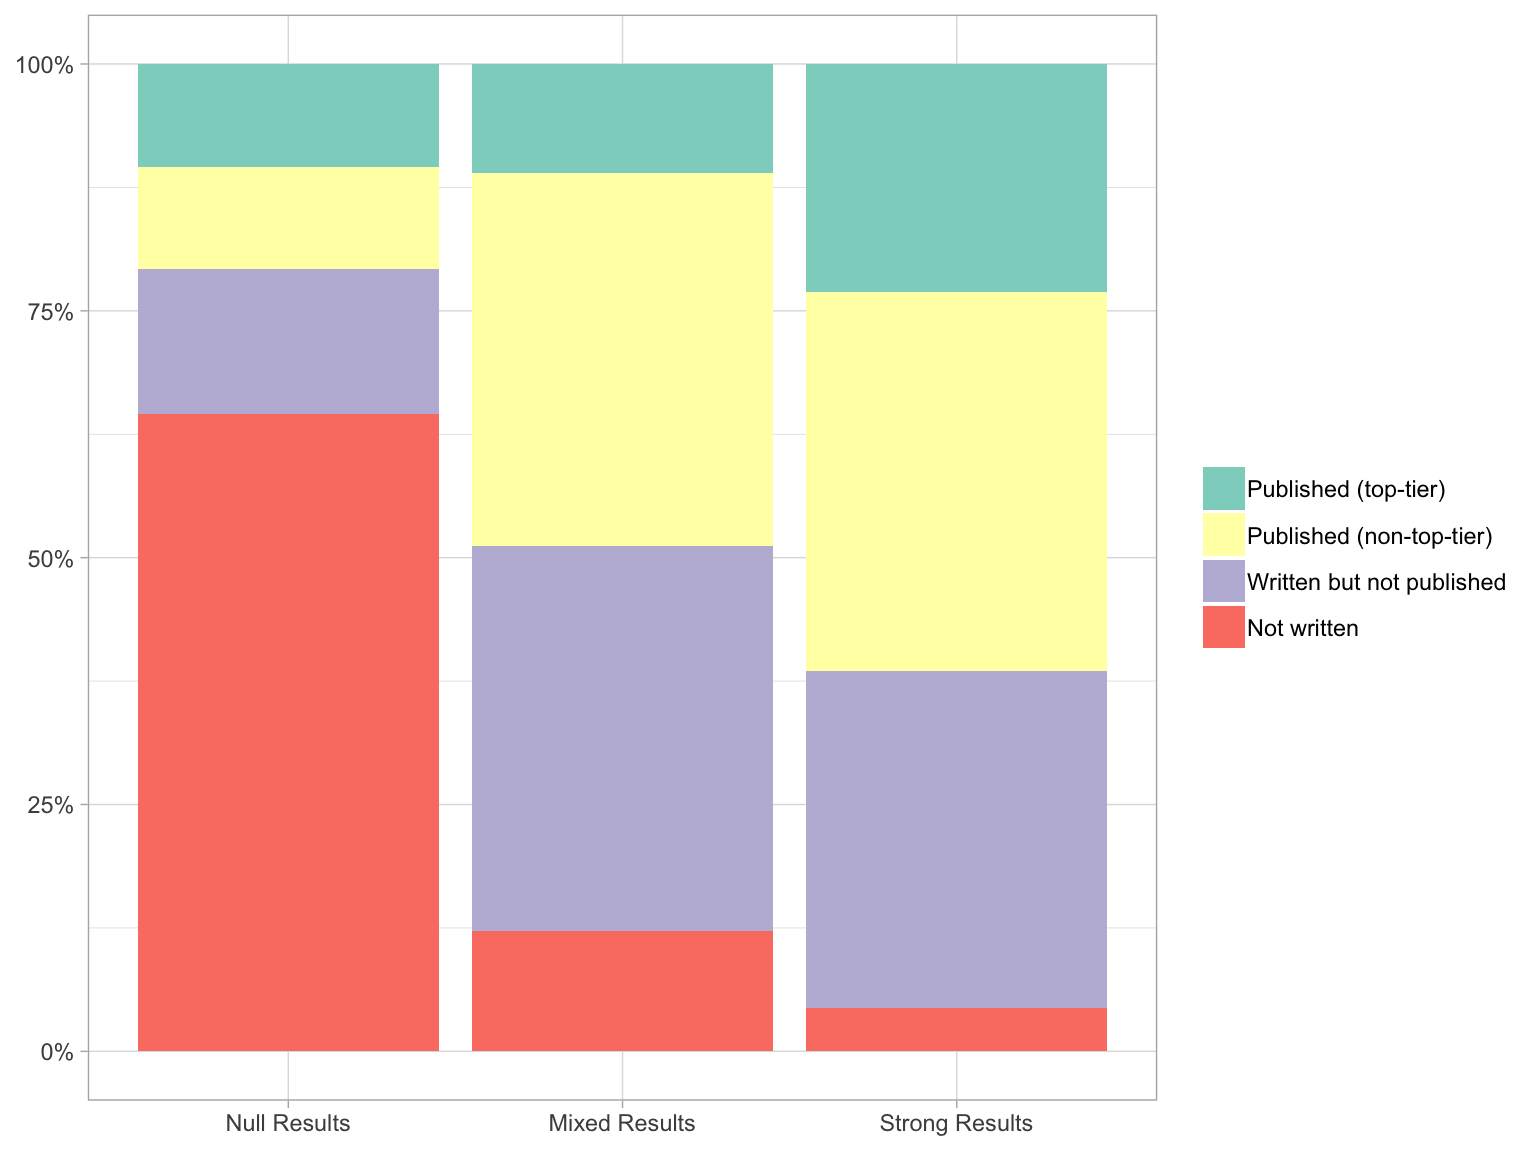 100%
75%
50%
25%
0%
Null Results
Mixed Results
Strong Results
Published (top-tier)
Published (non-top-tier)
Written but not published
Not written